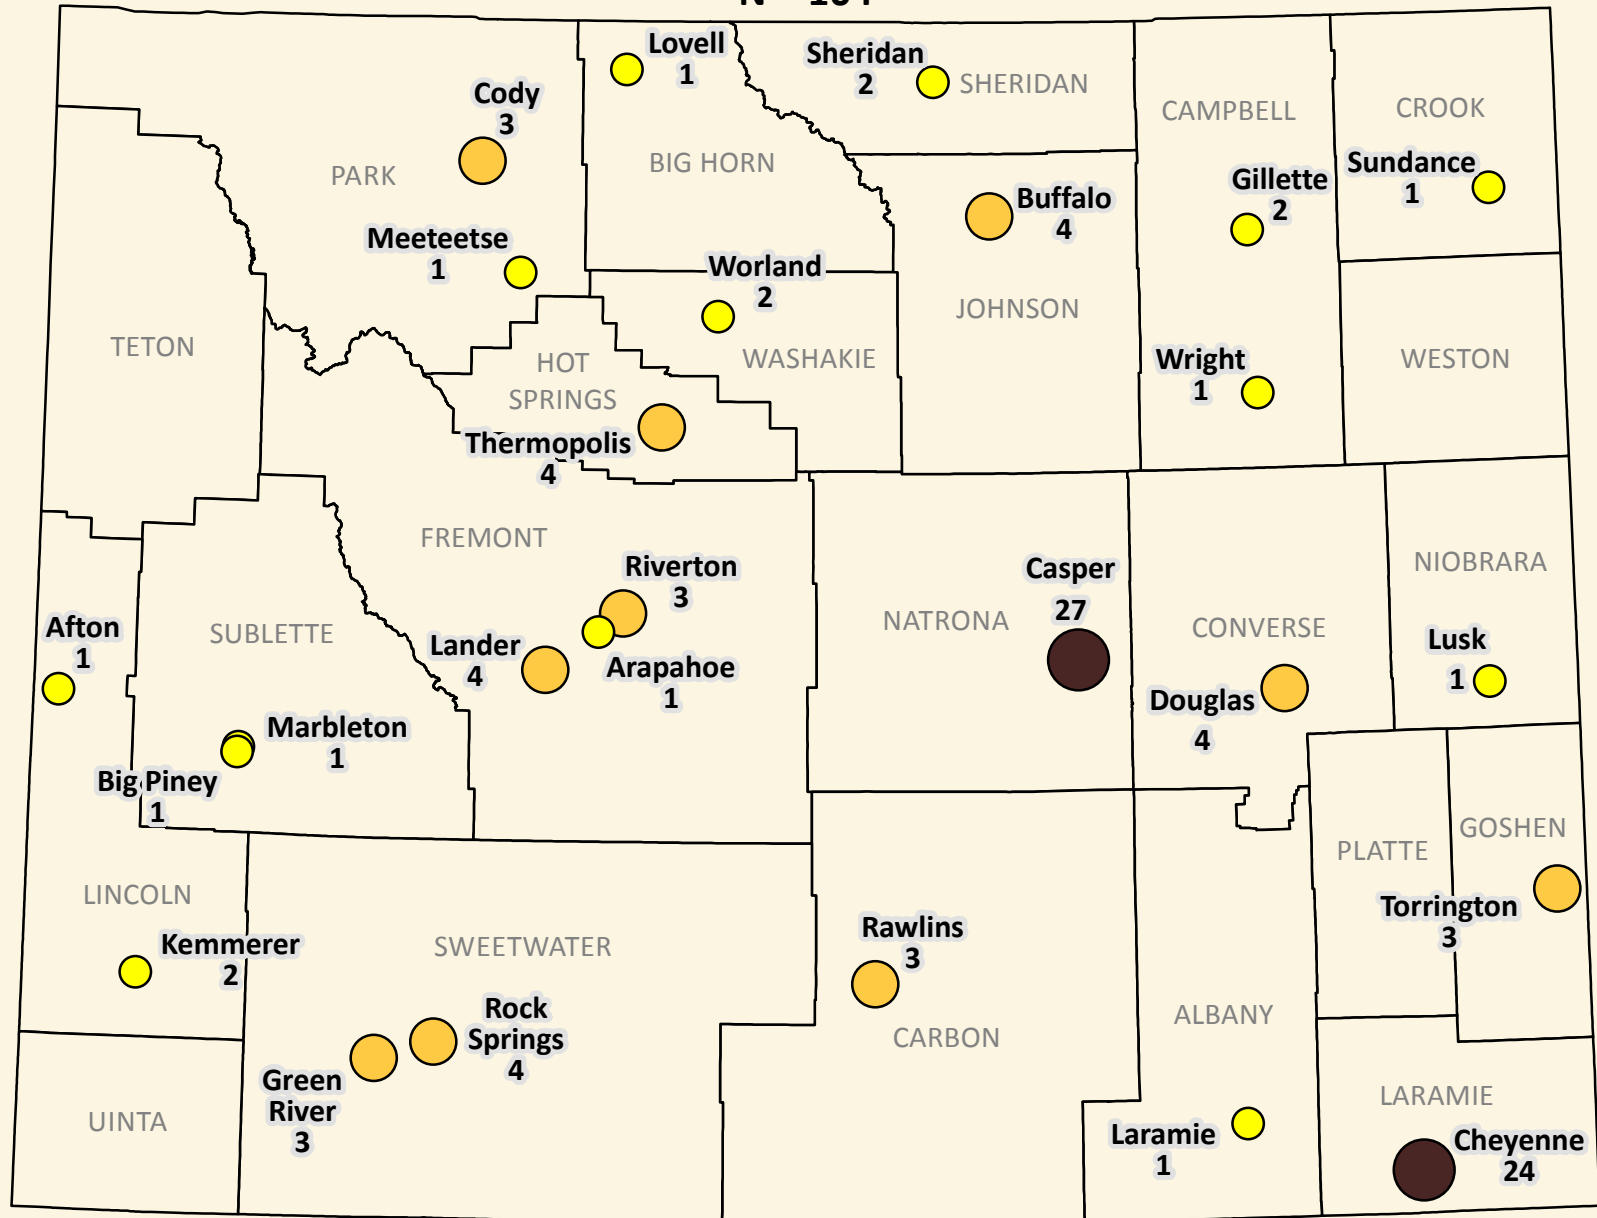 Lovell
1
Sheridan
2
SHERIDAN
Cody
3
CAMPBELL
CROOK
PARK
BIG HORN
Gillette
2
Sundance
1
Buffalo
4
Meeteetse
1
Worland
2
JOHNSON
TETON
HOT
SPRINGS
WASHAKIE
Wright
1
WESTON
Thermopolis
4
FREMONT
Riverton
3
Casper
27
NIOBRARA
Afton
1
SUBLETTE
Lander
4
Arapahoe
1
NATRONA
CONVERSE
Lusk
1
Douglas
4
Marbleton
1
Big Piney
1
PLATTE
GOSHEN
LINCOLN
Torrington
3
Kemmerer
2
SWEETWATER
Rawlins
3
Rock
Springs
4
CARBON
ALBANY
Green
River
3
UINTA
LARAMIE
Laramie
1
Cheyenne
24